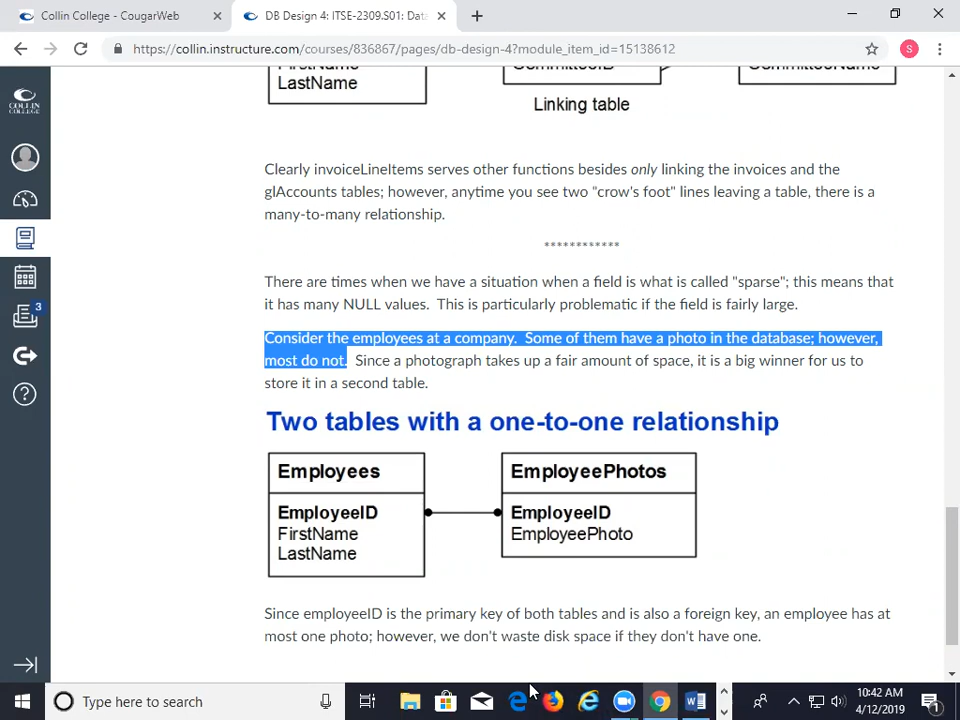 Collin College - CougarWeb
DB Design 4: ITSE-2309.S01: Data
https://collin.instructure.com/courses/836867/pages/db-design-4?module_item_id=15138612
S
COLLIN
COLLEGE
FirstName
LastName
CommitteeID
CommitteeName
Linking table
Clearly invoiceLineItems serves other functions besides only linking the invoices and the
glAccounts tables; however, anytime you see two "crow's foot" lines leaving a table, there is a
many-to-many relationship.
************
There are times when we have a situation when a field is what is called "sparse"; this means that
it has many NULL values.  This is particularly problematic if the field is fairly large.
3
Consider the employees at a company.  Some of them have a photo in the database; however,
most do not.  Since a photograph takes up a fair amount of space, it is a big winner for us to
store it in a second table.
Two tables with a one-to-one relationship
Employees
EmployeeID
FirstName
LastName
EmployeePhotos
EmployeeID
EmployeePhoto
Since employeeID is the primary key of both tables and is also a foreign key, an employee has at
most one photo; however, we don't waste disk space if they don't have one.
Type here to search
10:42 AM
4/12/2019
1